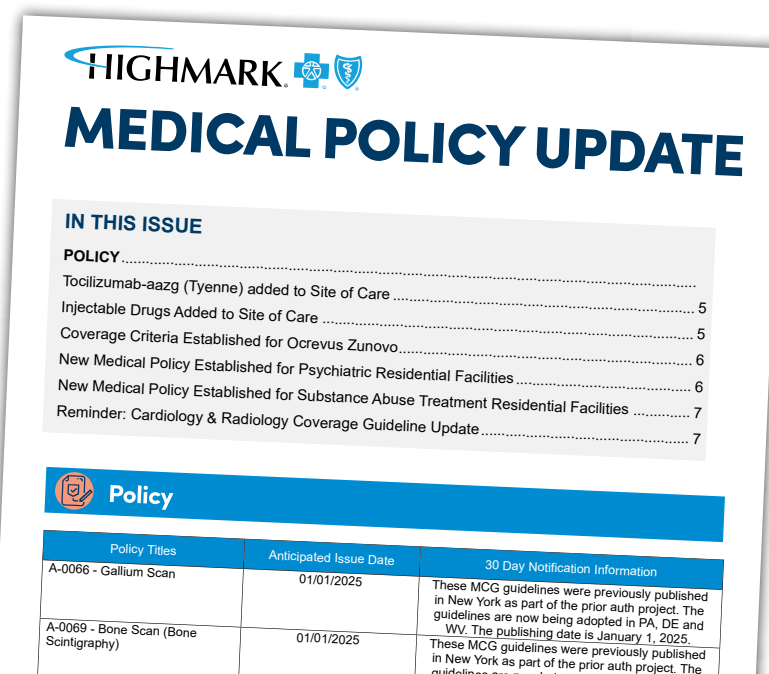 HIGHMARK
MEDICAL POLICY UPDATE
IN THIS ISSUE
POLICY
Tocilizumab-aazg (Tyenne) added to Site of Care 5
Injectable Drugs Added to Site of Care 5
Coverage Criteria Established for Ocrevus Zunovo 6
New Medical Policy Established for Psychiatric Residential Facilities 6
New Medical Policy Established for Substance Abuse Treatment Residential Facilities 7
Reminder: Cardiology & Radiology Coverage Guideline Update 7
Policy
Policy Titles
Anticipated Issue Date
30 Day Notification Information
A-0066 - Gallium Scan
01/01/2025
These MCG guidelines were previously published
in New York as part of the prior auth project. The
guidelines are now being adopted in PA, DE and
WV. The publishing date is January 1, 2025.
A-0069 - Bone Scan (Bone
Scintigraphy)
01/01/2025
These MCG guidelines were previously published
in New York as part of the prior auth project. The